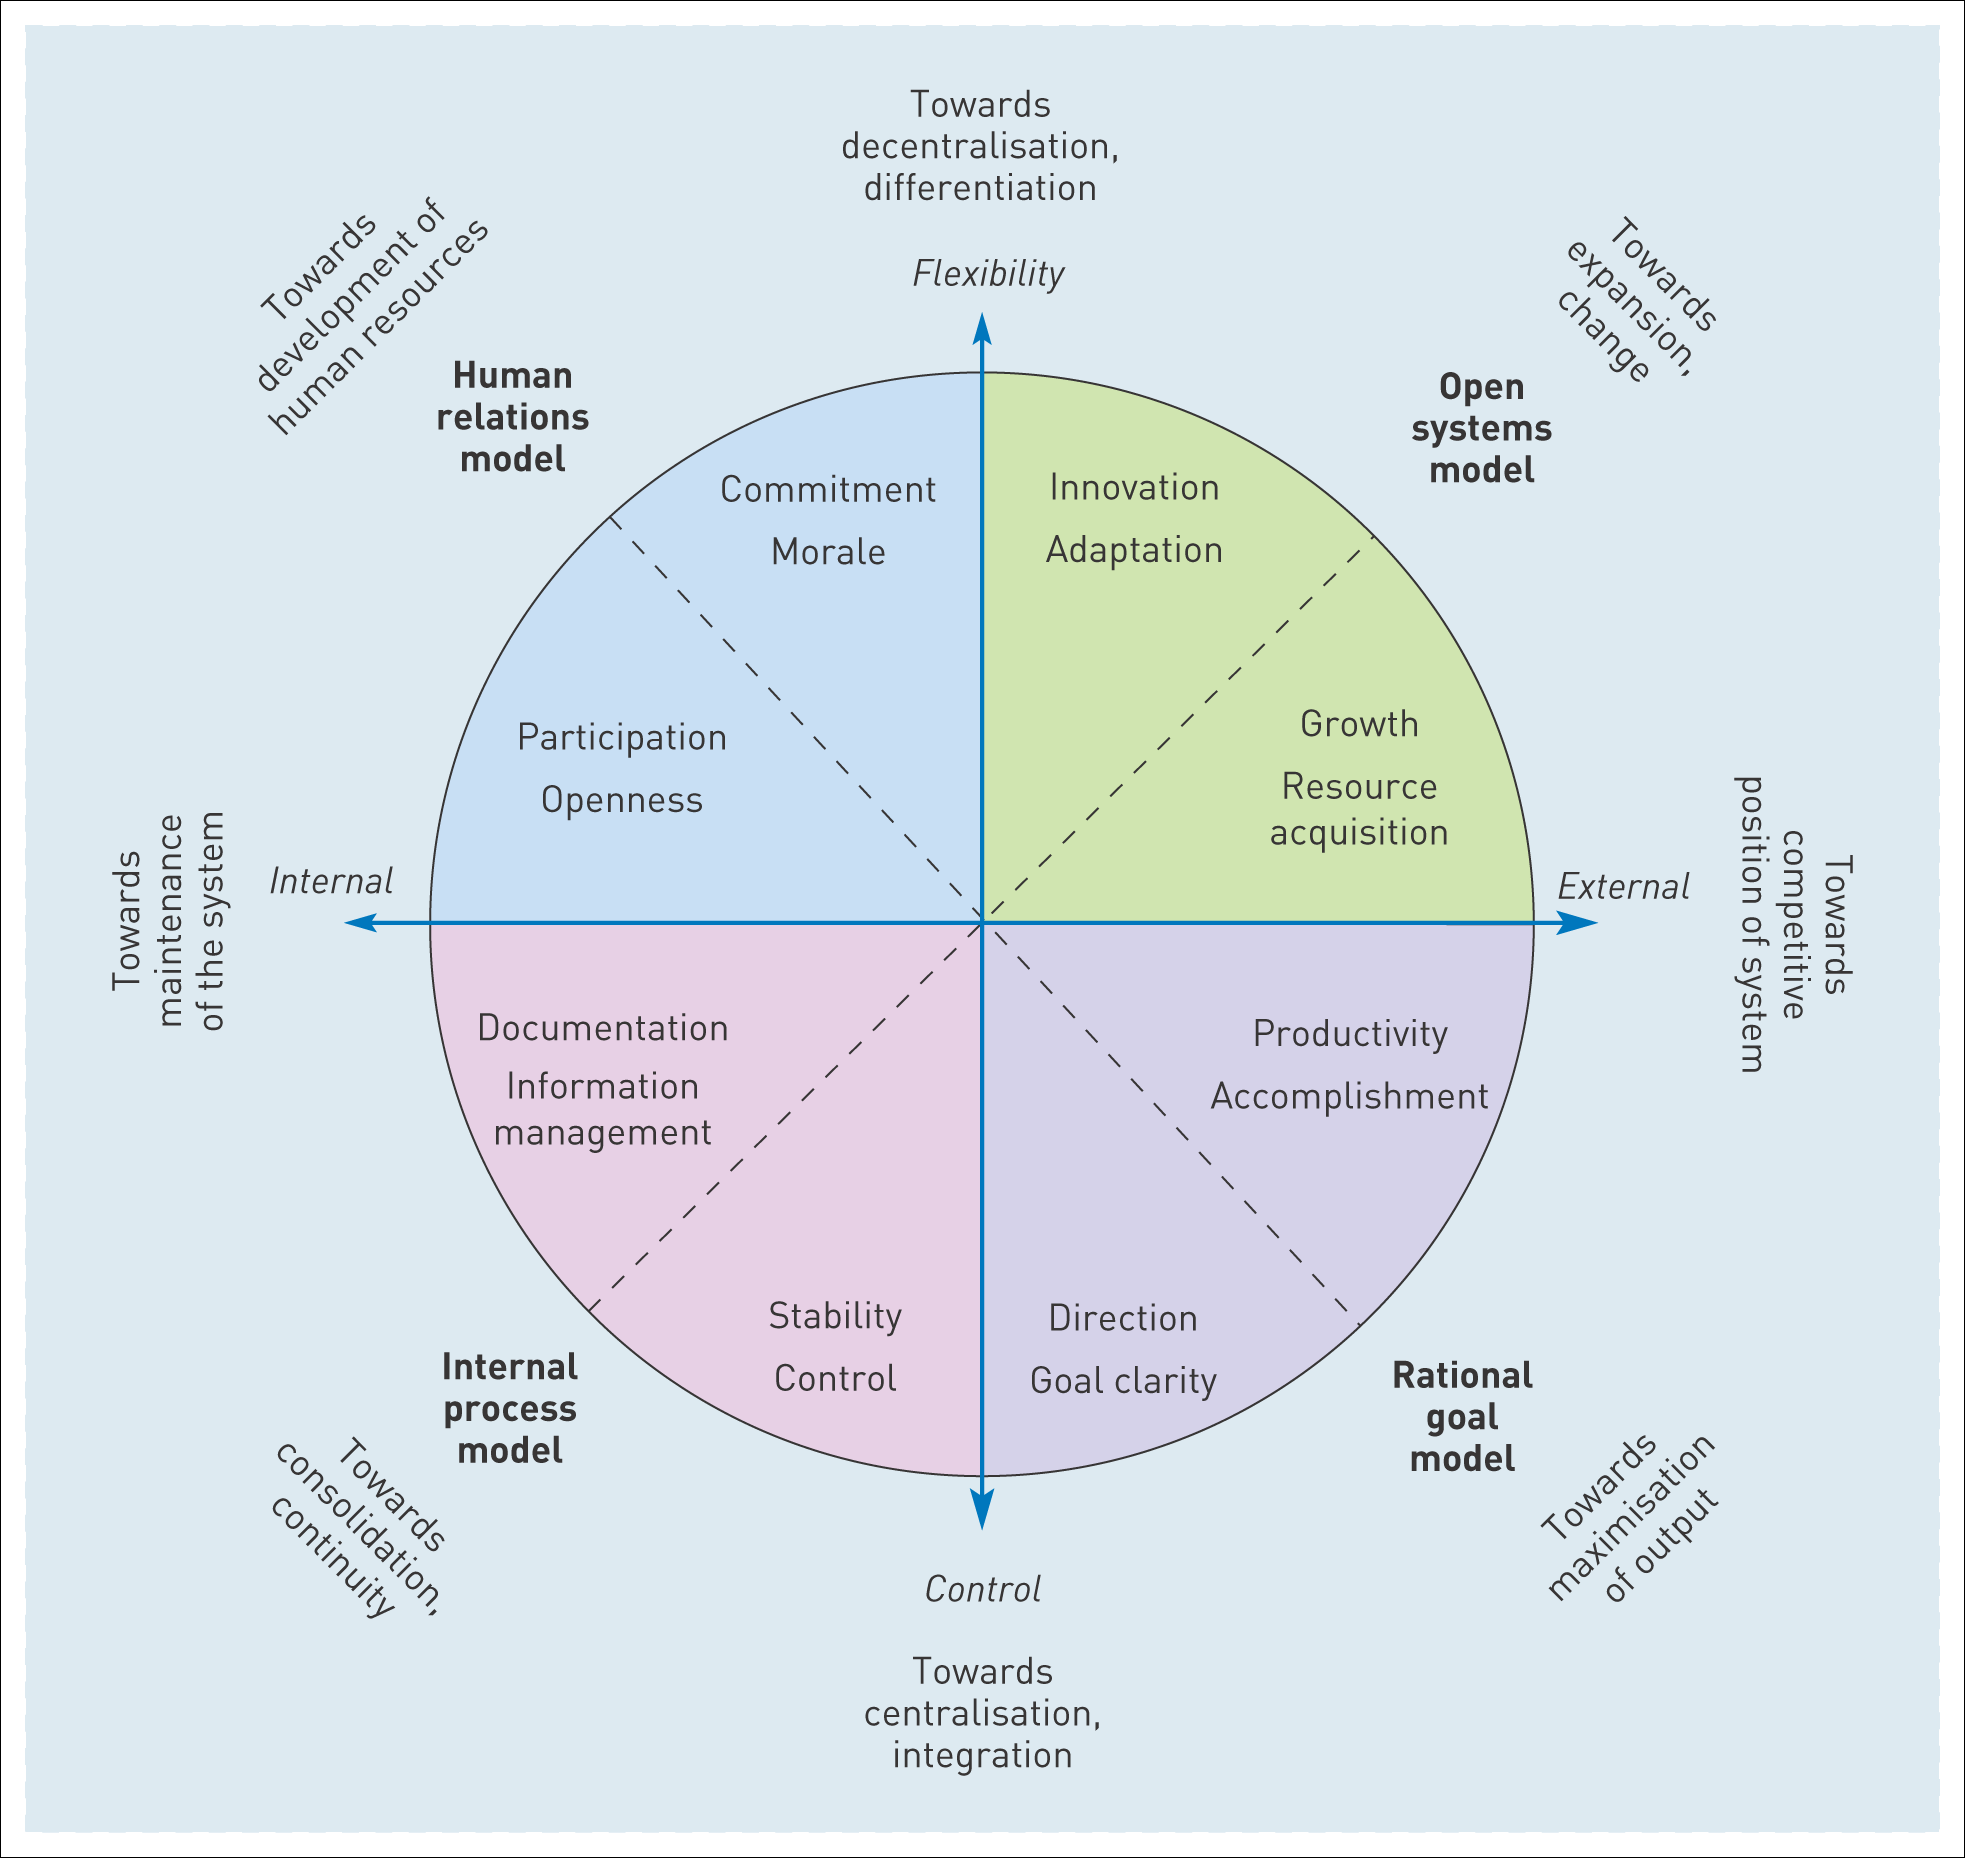 Towards
decentralisation,
differentiation
Flexibility
Towards
development of
human resources
Human
relations
model
Towards
expansion,
change
Open
systems
model
Commitment
Morale
Innovation
Adaptation
Participation
Openness
Growth
Resource
acquisition
Towards
maintenance
of the system
Internal
External
Towards
competitive
position of system
Documentation
Information
management
Productivity
Accomplishment
Stability
Control
Direction
Goal clarity
Internal
process
model
Towards
consolidation,
continuity
Rational
goal
model
Towards
maximisation
of output
Control
Towards
centralisation,
integration